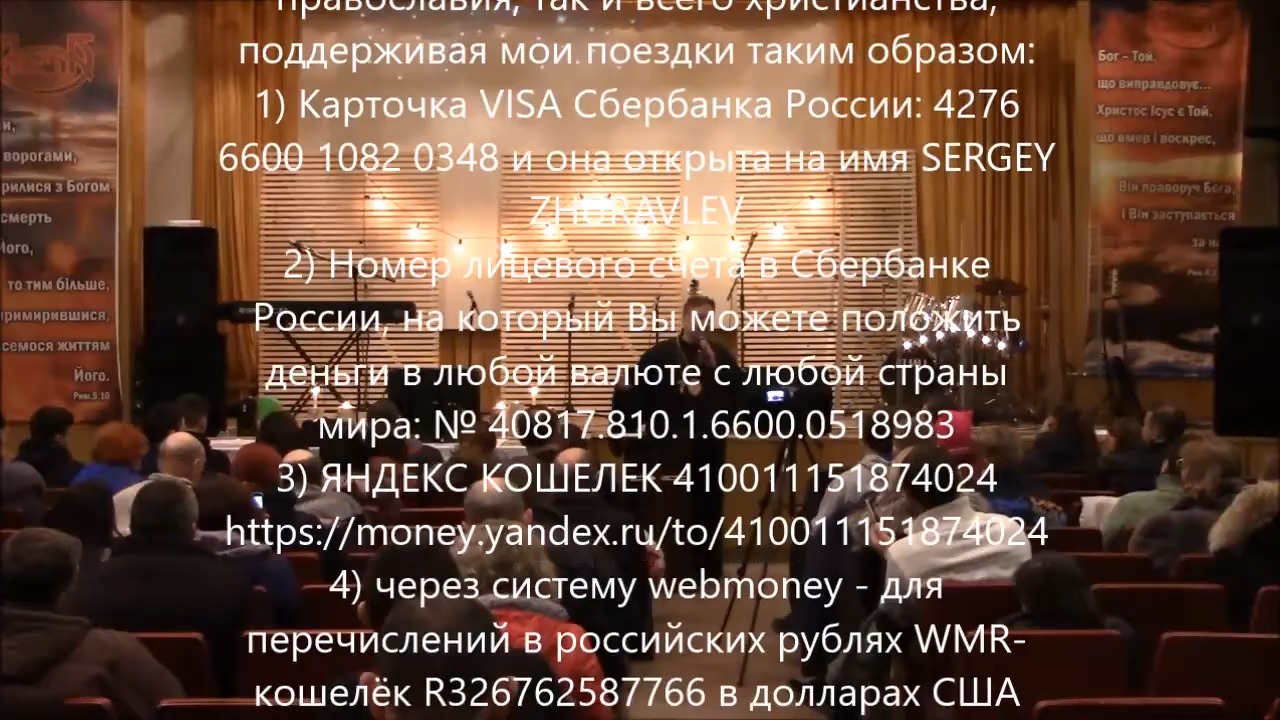 православия, так и всего христианства,
поддерживая мои поездки таким образом:
1) Карточка VISA Сбербанка России: 4276
6600 1082 0348 и она открыта на имя SERGEY
ZHURAVLEV
2) Номер лицевого счета в Сбербанке
России, на который Вы можете положить
деньги в любой валюте с любой страны
мира: № 40817.810.1.6600.0518983
3) ЯНДЕКС КОШЕЛЕК 410011151874024
https://money.yandex.ru/to/410011151874024
4) через систему webmoney - для
перечислений в российских рублях WMR-
кошелёк R326762587766 в долларах США
ворогами,
рилися з Богом
смерть
Його,
то тим більше,
примирившися,
семося життям
Його.
Рим.5:10
Бог - Той,
що виправдовує...
Христос Ісус є Той,
що вмер і воскрес,
Він праворуч Бога,
і Він заступається
за